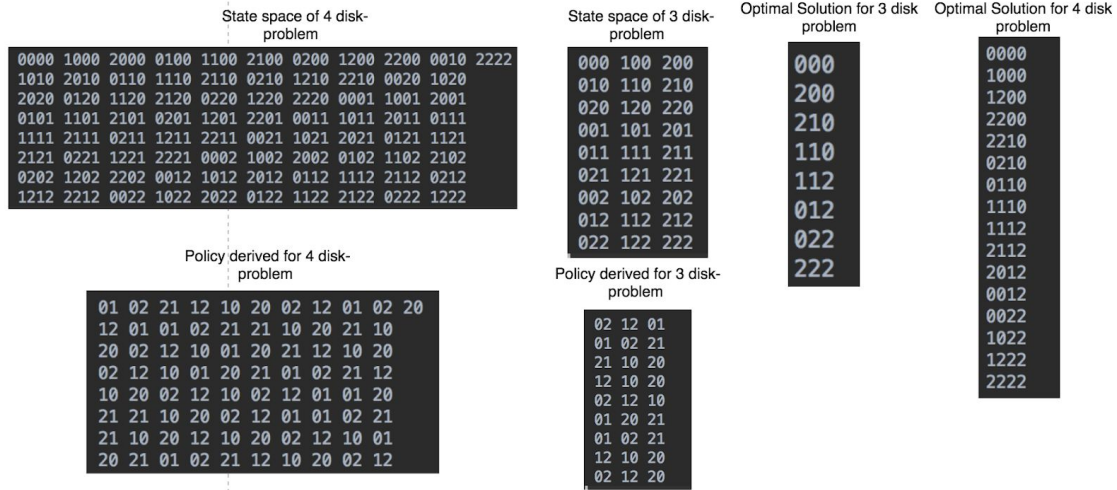 State space of 4 disk-
problem
0000 1000 2000 0100 1100 2100 0200 1200 2200 0010 2222
1010 2010 0110 1110 2110 0210 1210 2210 0020 1020
2020 0120 1120 2120 0220 1220 2220 0001 1001 2001
0101 1101 2101 0201 1201 2201 0011 1011 2011 0111
1111 2111 0211 1211 2211 0021 1021 2021 0121 1121
2121 0221 1221 2221 0002 1002 2002 0102 1102 2102
0202 1202 2202 0012 1012 2012 0112 1112 2112 0212
1212 2212 0022 1022 2022 0122 1122 2122 0222 1222
Policy derived for 4 disk-
problem
01 02 21 12 10 20 02 12 01 02 20
12 01 01 02 21 21 10 20 21 10
20 02 12 10 01 20 21 12 10 20
02 12 10 01 20 21 01 02 21 12
10 20 02 12 10 02 12 01 01 20
21 21 10 20 02 12 01 01 02 21
21 10 20 12 10 20 02 12 10 01
20 21 01 02 21 12 10 20 02 12
State space of 3 disk-
problem
000 100 200
010 110 210
020 120 220
001 101 201
011 111 211
021 121 221
002 102 202
012 112 212
022 122 222
Policy derived for 3 disk-
problem
02 12 01
01 02 21
21 10 20
12 10 20
02 12 10
01 20 21
01 02 21
12 10 20
02 12 20
Optimal Solution for 3 disk
problem
000
200
210
110
112
012
022
222
Optimal Solution for 4 disk
problem
0000
1000
1200
2200
2210
0210
0110
1110
1112
2112
2012
0012
0022
1022
1222
2222